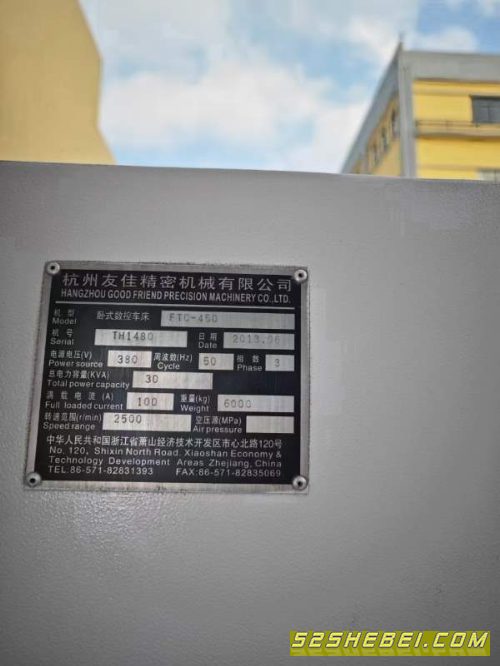 杭州友佳精密机械有限公司
HANGZHOU GOOD FRIEND PRECISION MACHINERY CO.,LTD.
机型 Model 卧式数控车床 FTC-450
机号 Serial TH1480 日期 Date 2013.06
电源电压(V) Power source 380 周波数(Hz) Cycle 50 相数 Phase 3
总电力容量(KVA) Total power capacity 30
满载电流(A) Full loaded current 100 重量(kg) Weight 6000
转速范围(r/min) Speed range 2500 空压源(MPa) Air pressure
中华人民共和国浙江省萧山经济技术开发区市心北路120号
No. 120, Shixin North Road, Xiaoshan Economy &
Technology Development Areas Zhejiang, China
TEL:86-571-82831393 FAX:86-571-82835069
52SHEBEI.COM